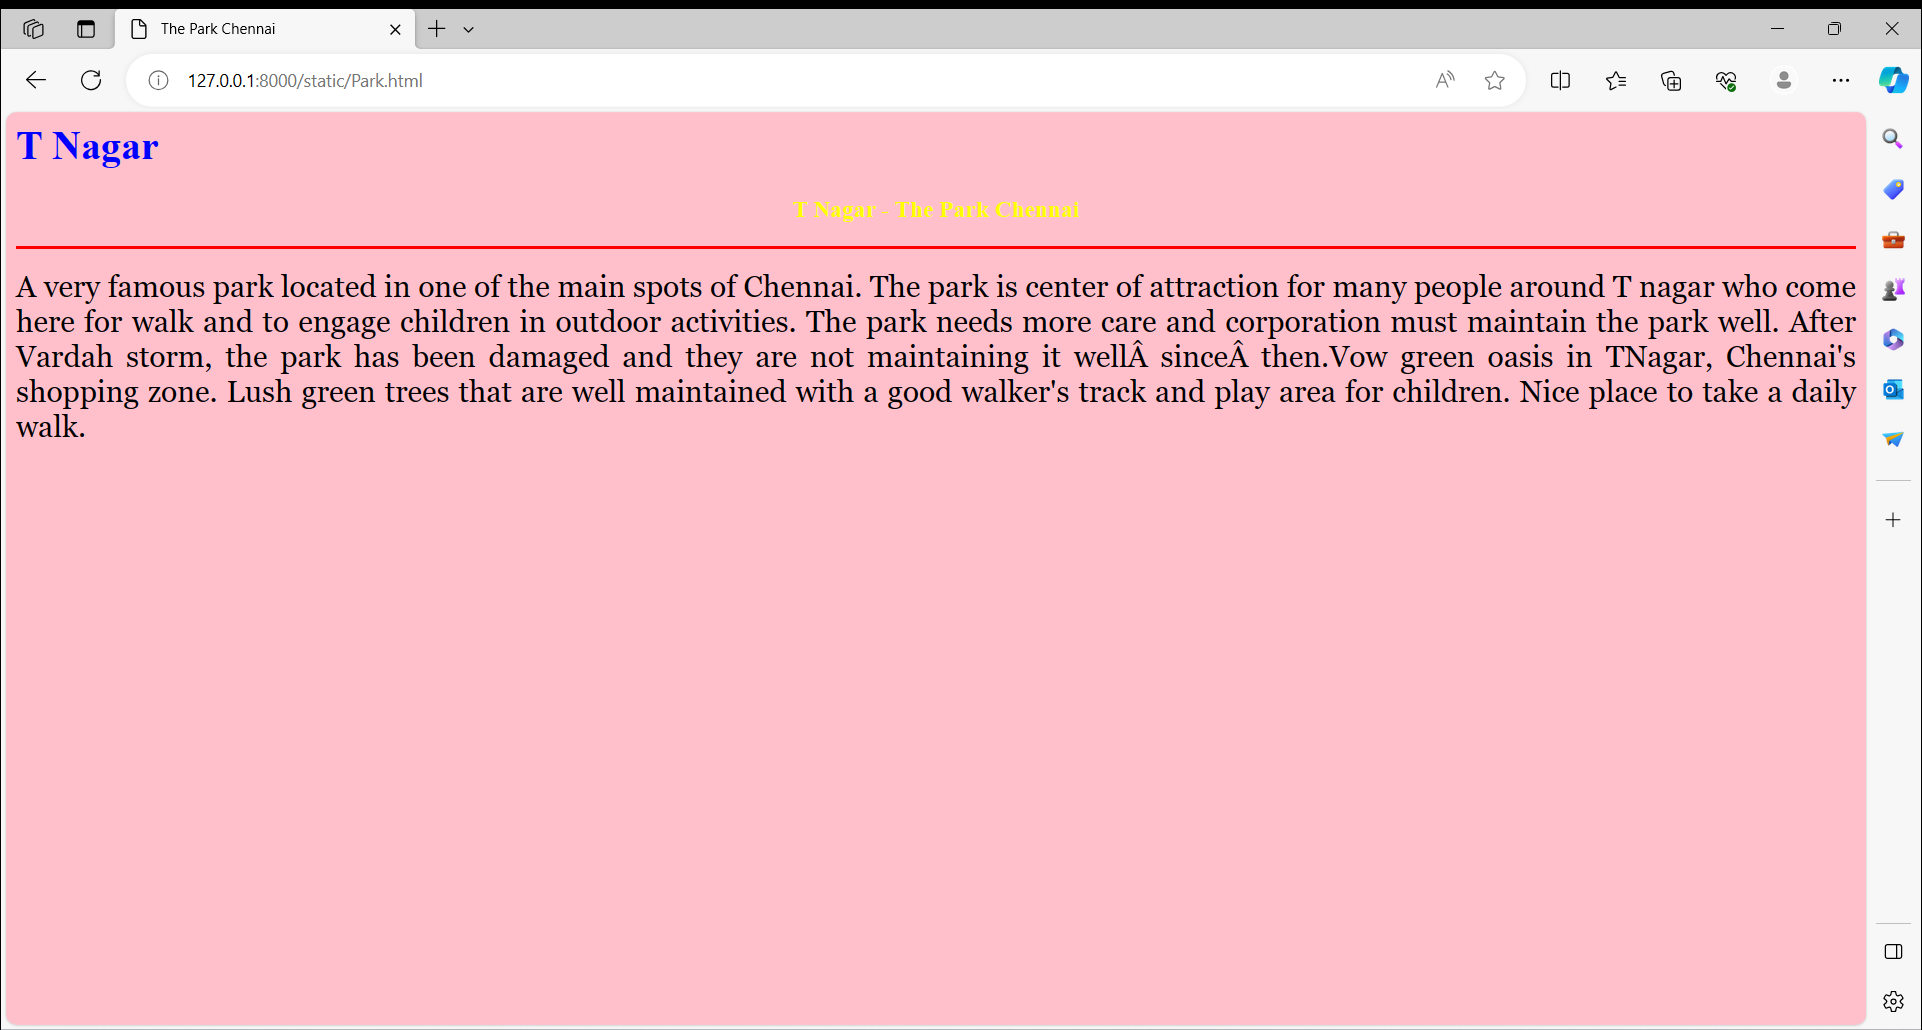 The Park Chennai
127.0.0.1:8000/static/Park.html
T Nagar
T Nagar - The Park Chennai
A very famous park located in one of the main spots of Chennai. The park is center of attraction for many people around T nagar who come
here for walk and to engage children in outdoor activities. The park needs more care and corporation must maintain the park well. After
Vardah storm, the park has been damaged and they are not maintaining it wellÂ sinceÂ then.Vow green oasis in TNagar, Chennai's
shopping zone. Lush green trees that are well maintained with a good walker's track and play area for children. Nice place to take a daily
walk.